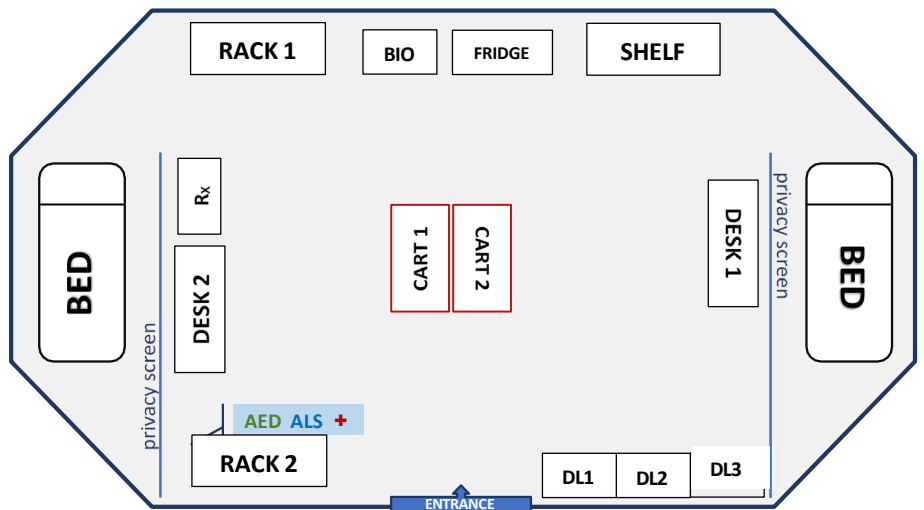 RACK 1
BIO
FRIDGE
SHELF
BED
privacy screen
Rx
DESK 2
CART 1
CART 2
DESK 1
privacy screen
BED
AED ALS +
RACK 2
DL1
DL2
DL3
ENTRANCE